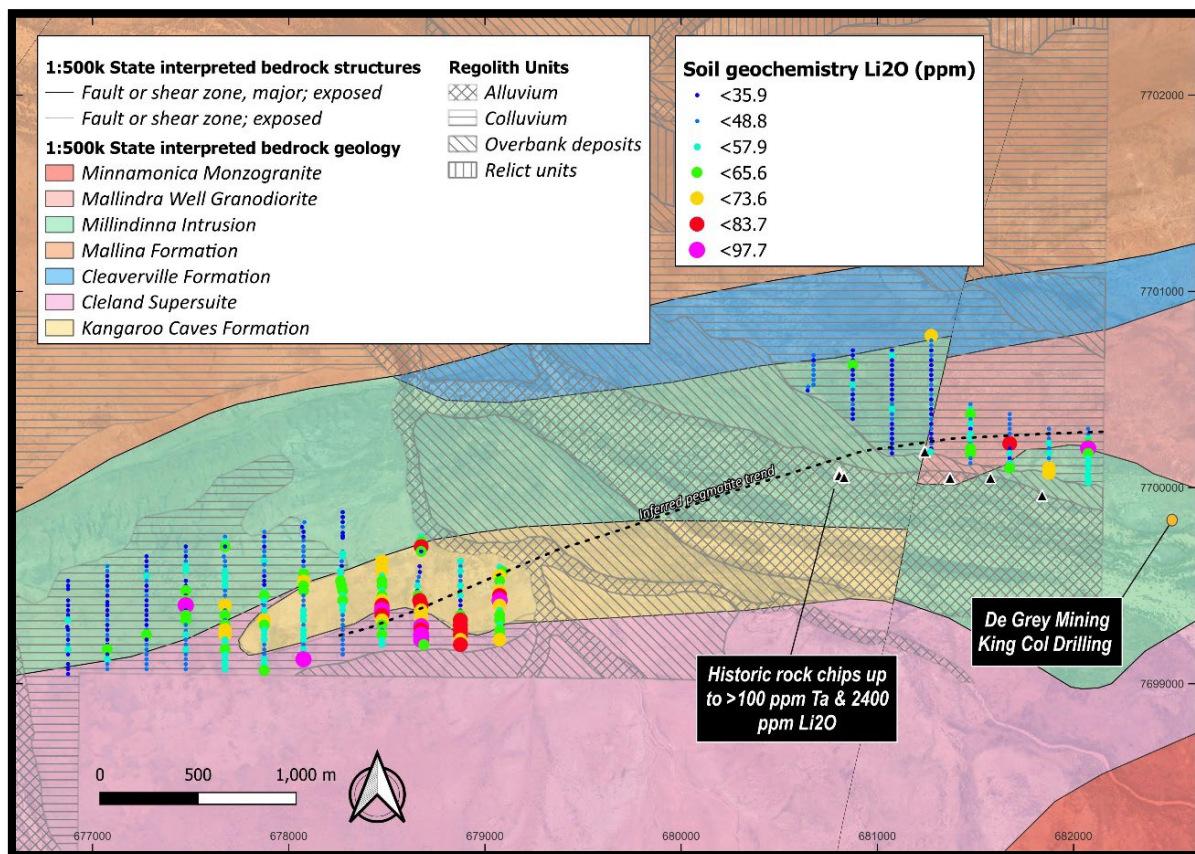 1:500k State interpreted bedrock structures
Fault or shear zone, major; exposed
Fault or shear zone; exposed
1:500k State interpreted bedrock geology
Minnamonica Monzogranite
Mallindra Well Granodiorite
Millindinna Intrusion
Mallina Formation
Cleaverville Formation
Cleland Supersuite
Kangaroo Caves Formation
Regolith Units
Alluvium
Colluvium
Overbank deposits
Relict units
Soil geochemistry Li2O (ppm)
<35.9
<48.8
<57.9
<65.6
<73.6
<83.7
<97.7
7702000
7701000
7700000
7699000
Inferred pegmatite trend
De Grey Mining
King Col Drilling
Historic rock chips up
to >100 ppm Ta & 2400
ppm Li2O
0 500 1,000 m
677000 678000 679000 680000 681000 682000